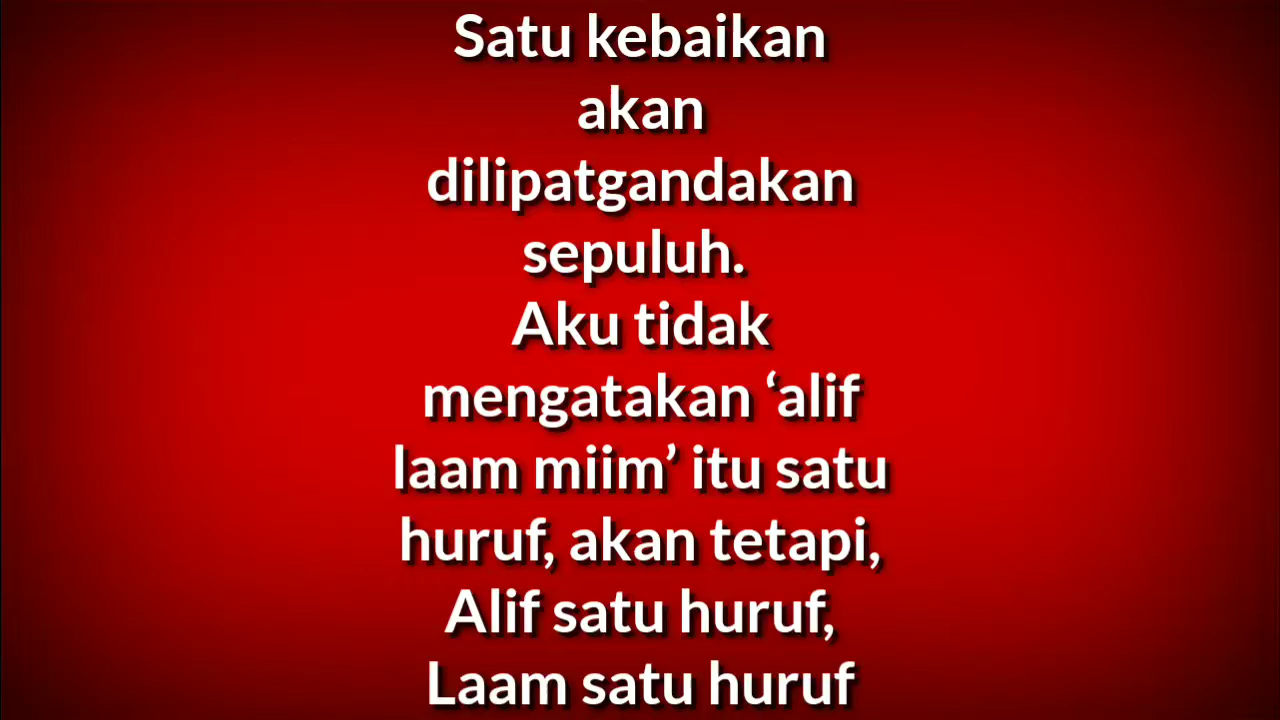 Satu kebaikan
akan
dilipatgandakan
sepuluh.
Aku tidak
mengatakan ‘alif
laam miim’ itu satu
huruf, akan tetapi,
Alif satu huruf,
Laam satu huruf